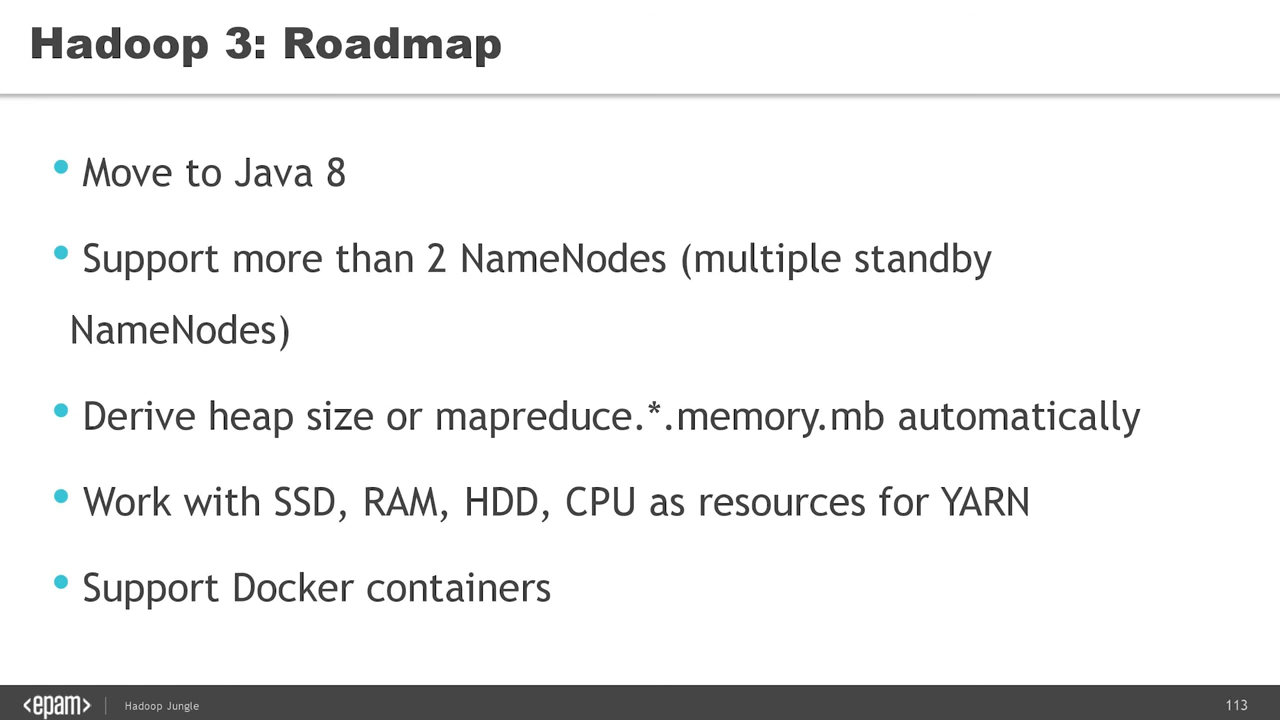 Hadoop 3: Roadmap
• Move to Java 8
• Support more than 2 NameNodes (multiple standby
NameNodes)
• Derive heap size or mapreduce.*.memory.mb automatically
• Work with SSD, RAM, HDD, CPU as resources for YARN
• Support Docker containers
<epam> | Hadoop Jungle 113